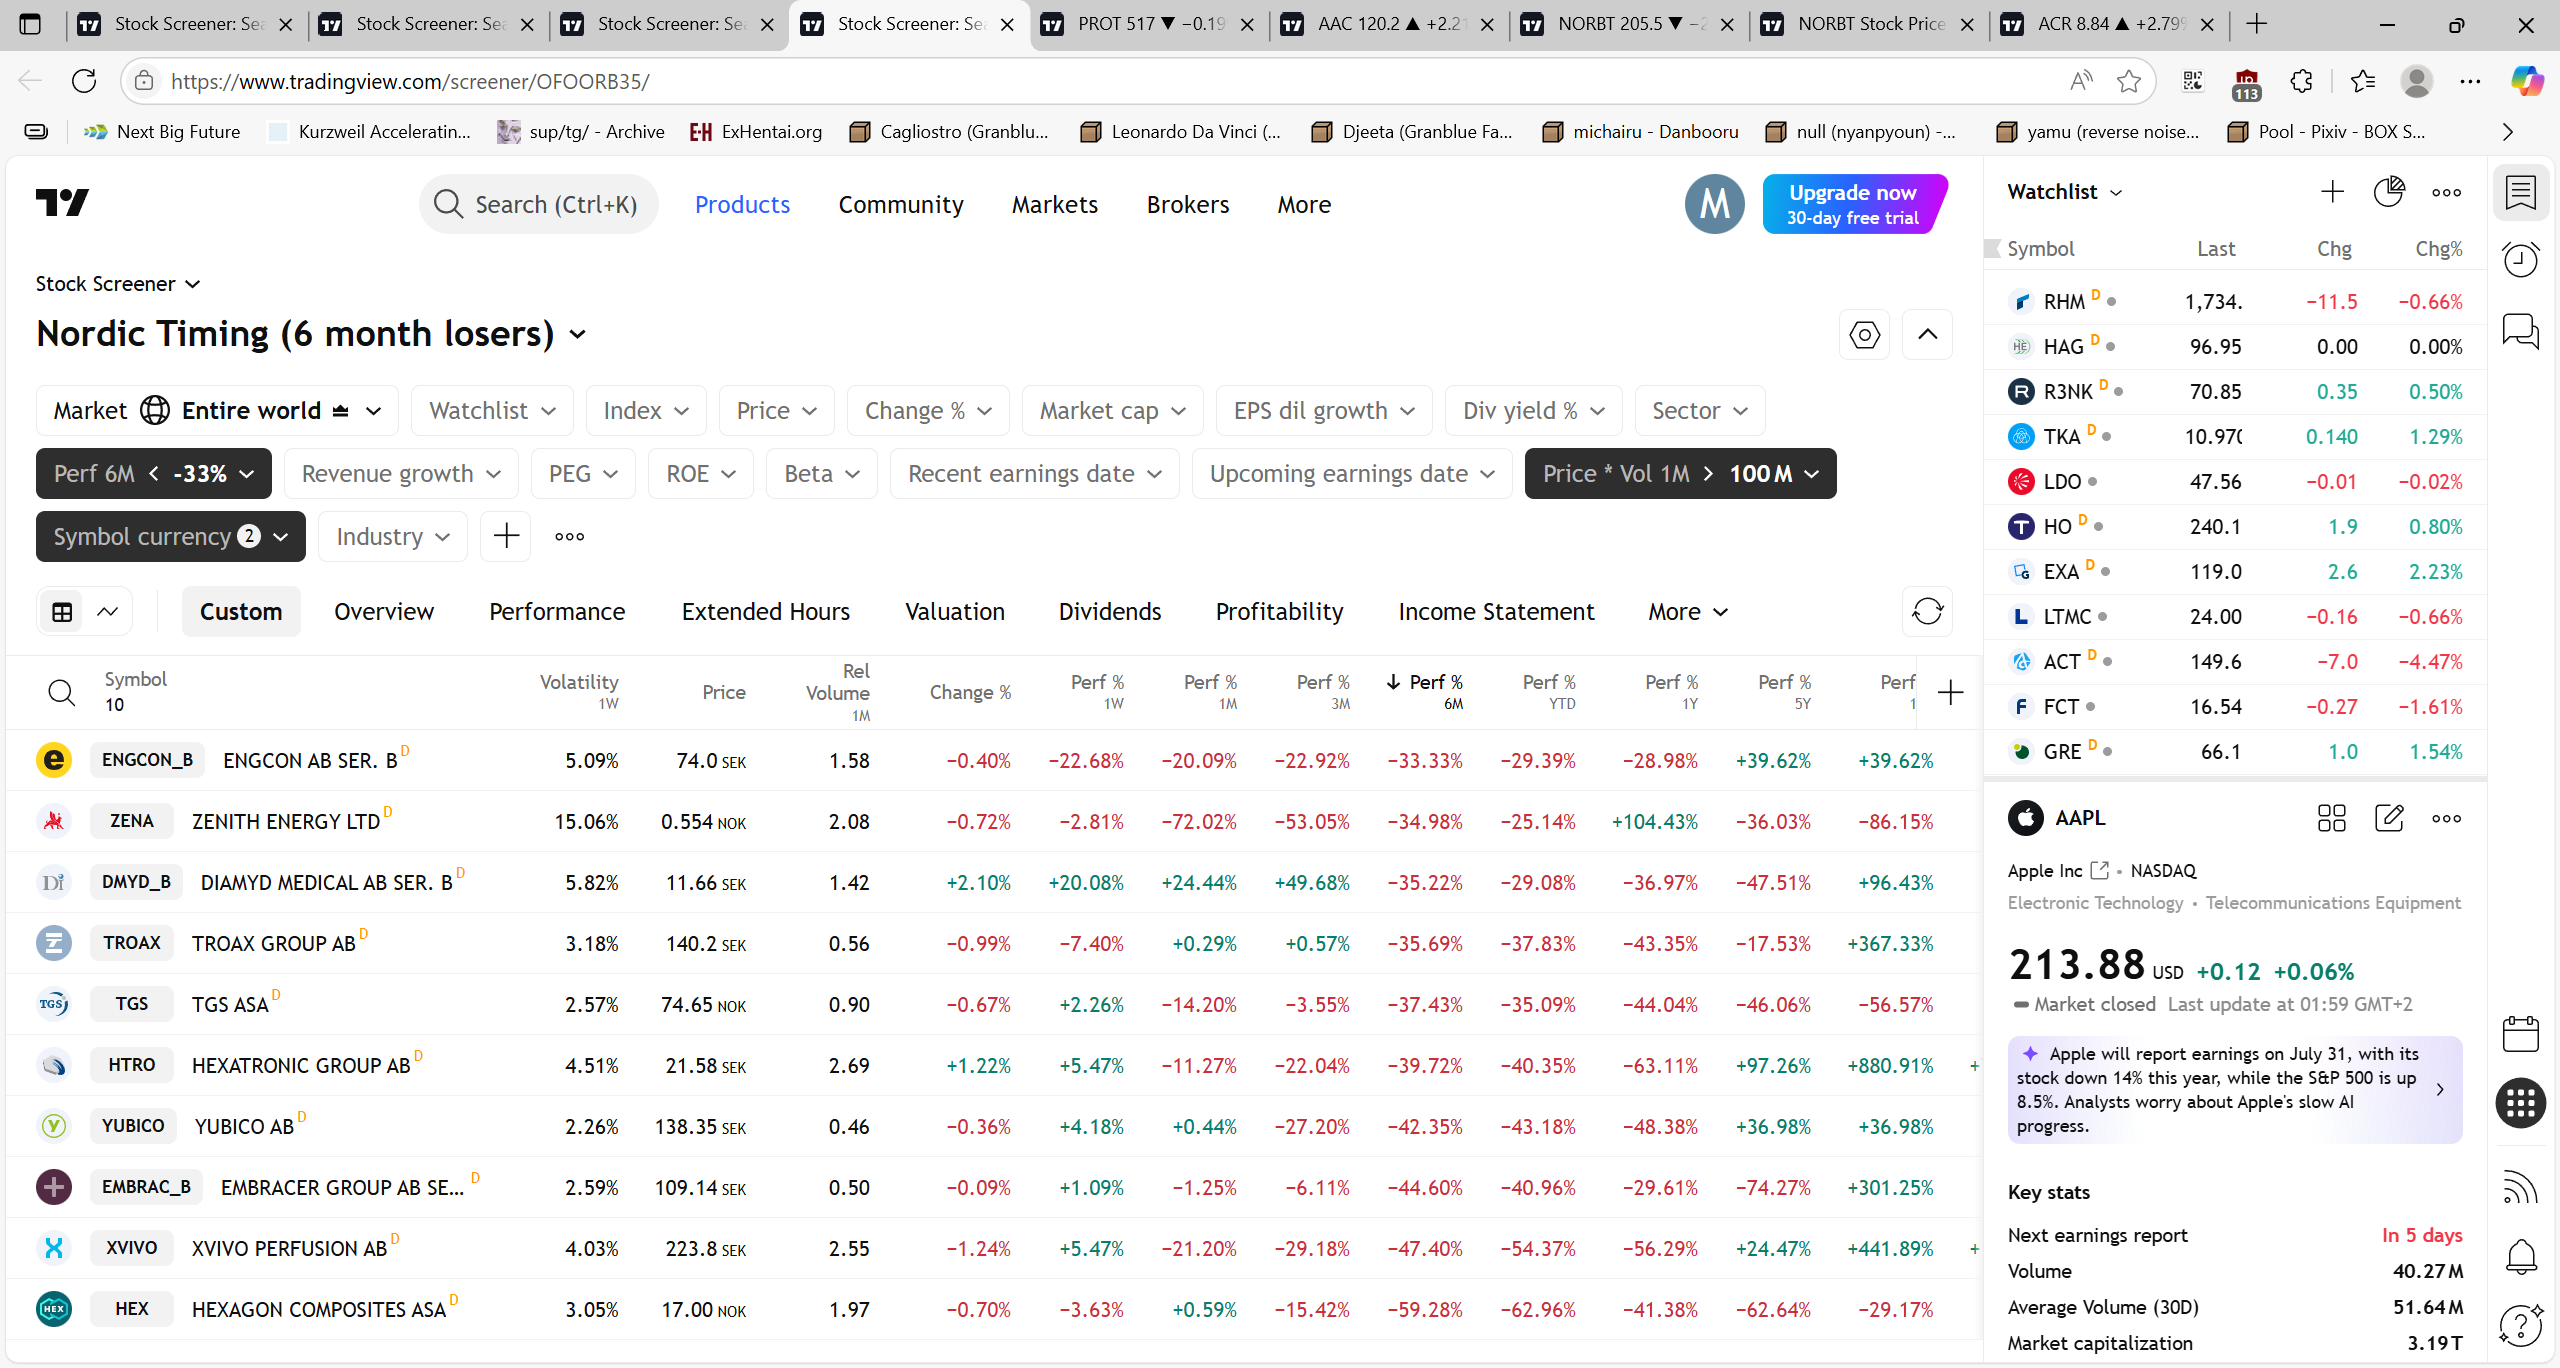 Stock Screener: Sea
Stock Screener: Sea
Stock Screener: Sea
Stock Screener: Sea
PROT 517 ▼ −0.19
AAC 120.2 ▲ +2.21
NORBT 205.5 ▼ −2
NORBT Stock Price
ACR 8.84 ▲ +2.79%
https://www.tradingview.com/screener/OFOORB35/
113
Next Big Future
Kurzweil Acceleratin...
sup/tg/ - Archive
ExHentai.org
Cagliostro (Granblu...
Leonardo Da Vinci (...
Djeeta (Granblue Fa...
michairu - Danbooru
null (nyanpyoun) -...
yamu (reverse noise...
Pool - Pixiv - BOX S...
Search (Ctrl+K)
Products
Community
Markets
Brokers
More
M
Upgrade now
30-day free trial
Stock Screener
Nordic Timing (6 month losers)
Market Entire world
Watchlist
Index
Price
Change %
Market cap
EPS dil growth
Div yield %
Sector
Perf 6M < -33%
Revenue growth
PEG
ROE
Beta
Recent earnings date
Upcoming earnings date
Price * Vol 1M > 100 M
Symbol currency 2
Industry
Custom
Overview
Performance
Extended Hours
Valuation
Dividends
Profitability
Income Statement
More
Symbol 10 Volatility 1W Price Rel Volume 1M Change % Perf % 1W Perf % 1M Perf % 3M ↓ Perf % 6M Perf % YTD Perf % 1Y Perf % 5Y Perf 1
ENGCON_B ENGCON AB SER. B D 5.09% 74.0 SEK 1.58 −0.40% −22.68% −20.09% −22.92% −33.33% −29.39% −28.98% +39.62% +39.62%
ZENA ZENITH ENERGY LTD D 15.06% 0.554 NOK 2.08 −0.72% −2.81% −72.02% −53.05% −34.98% −25.14% +104.43% −36.03% −86.15%
DMYD_B DIAMYD MEDICAL AB SER. B D 5.82% 11.66 SEK 1.42 +2.10% +20.08% +24.44% +49.68% −35.22% −29.08% −36.97% −47.51% +96.43%
TROAX TROAX GROUP AB D 3.18% 140.2 SEK 0.56 −0.99% −7.40% +0.29% +0.57% −35.69% −37.83% −43.35% −17.53% +367.33%
TGS TGS ASA D 2.57% 74.65 NOK 0.90 −0.67% +2.26% −14.20% −3.55% −37.43% −35.09% −44.04% −46.06% −56.57%
HTRO HEXATRONIC GROUP AB D 4.51% 21.58 SEK 2.69 +1.22% +5.47% −11.27% −22.04% −39.72% −40.35% −63.11% +97.26% +880.91% +
YUBICO YUBICO AB D 2.26% 138.35 SEK 0.46 −0.36% +4.18% +0.44% −27.20% −42.35% −43.18% −48.38% +36.98% +36.98%
EMBRAC_B EMBRACER GROUP AB SE... D 2.59% 109.14 SEK 0.50 −0.09% +1.09% −1.25% −6.11% −44.60% −40.96% −29.61% −74.27% +301.25%
XVIVO XVIVO PERFUSION AB D 4.03% 223.8 SEK 2.55 −1.24% +5.47% −21.20% −29.18% −47.40% −54.37% −56.29% +24.47% +441.89% +
HEX HEXAGON COMPOSITES ASA D 3.05% 17.00 NOK 1.97 −0.70% −3.63% +0.59% −15.42% −59.28% −62.96% −41.38% −62.64% −29.17%
Watchlist
Symbol Last Chg Chg%
RHM D 1,734. −11.5 −0.66%
HAG D 96.95 0.00 0.00%
R3NK D 70.85 0.35 0.50%
TKA D 10.970 0.140 1.29%
LDO 47.56 −0.01 −0.02%
HO D 240.1 1.9 0.80%
EXA D 119.0 2.6 2.23%
LTMC 24.00 −0.16 −0.66%
ACT D 149.6 −7.0 −4.47%
FCT 16.54 −0.27 −1.61%
GRE D 66.1 1.0 1.54%
AAPL
Apple Inc • NASDAQ
Electronic Technology • Telecommunications Equipment
213.88 USD +0.12 +0.06%
Market closed Last update at 01:59 GMT+2
Apple will report earnings on July 31, with its
stock down 14% this year, while the S&P 500 is up
8.5%. Analysts worry about Apple's slow AI
progress.
Key stats
Next earnings report In 5 days
Volume 40.27 M
Average Volume (30D) 51.64 M
Market capitalization 3.19 T